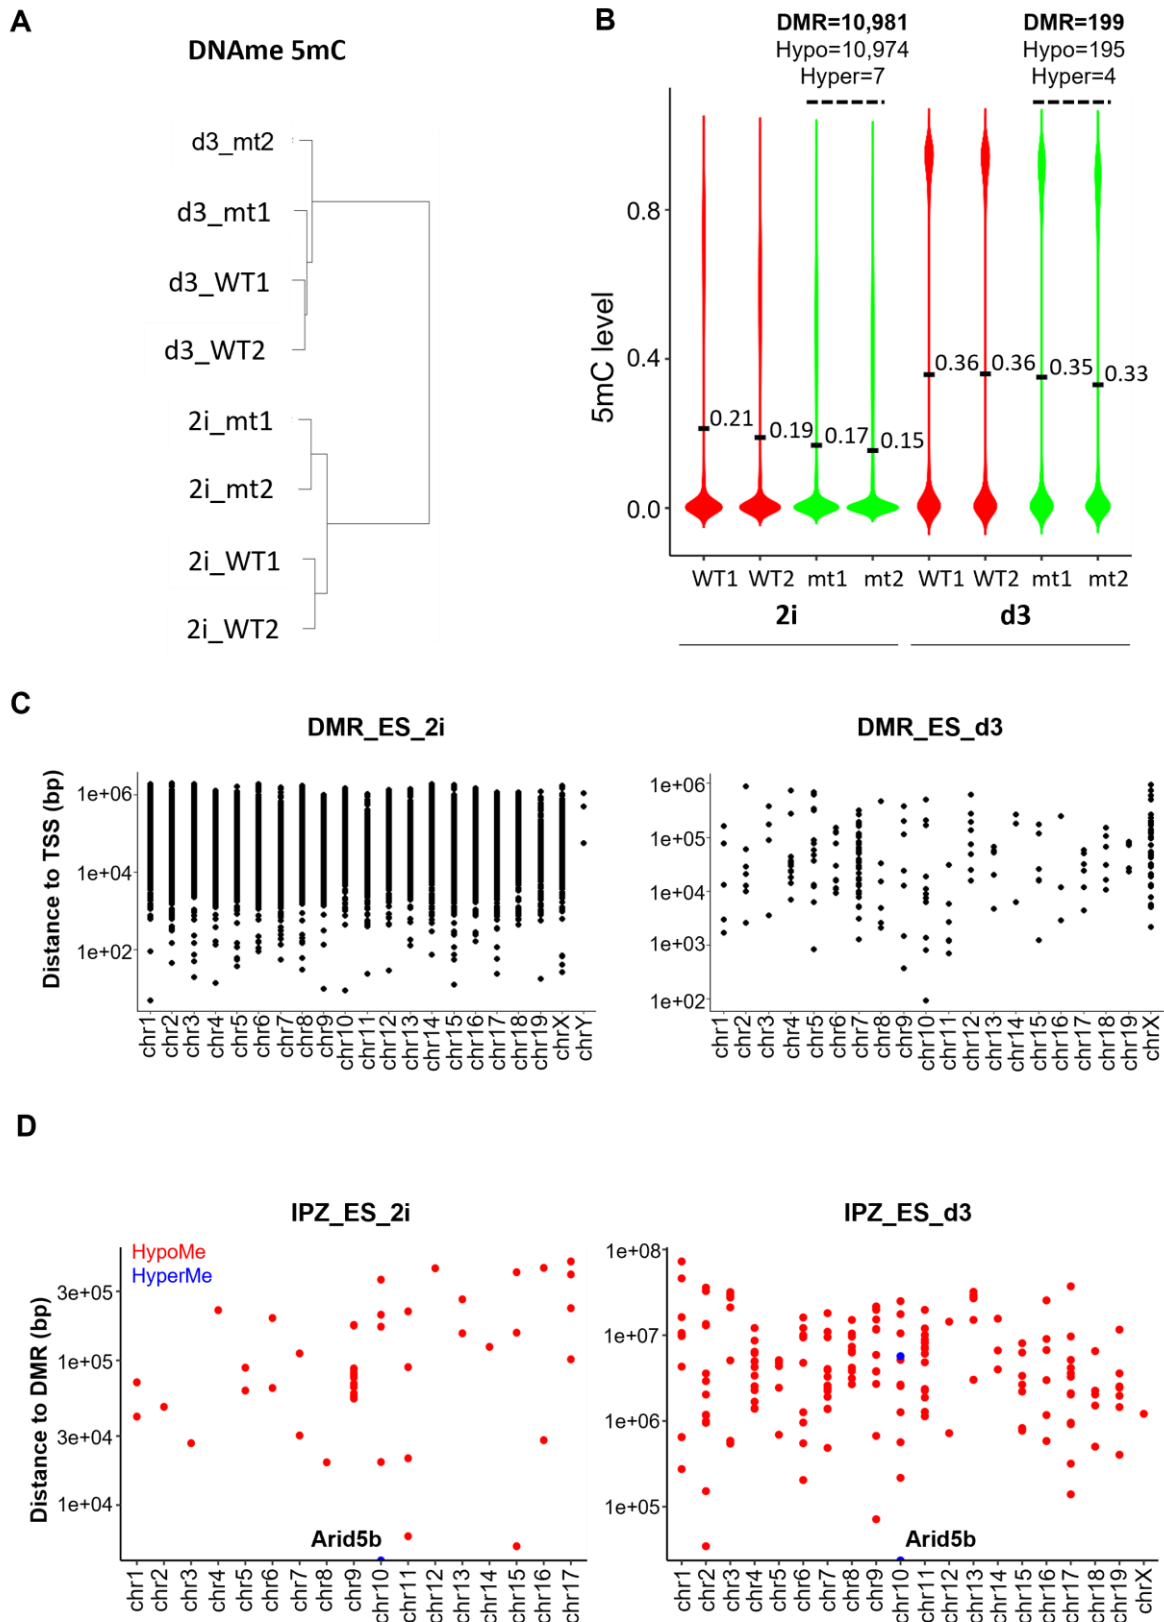 A
DNAme 5mC
d3_mt2
d3_mt1
d3_WT1
d3_WT2
2i_mt1
2i_mt2
2i_WT1
2i_WT2
B
DMR=10,981
Hypo=10,974
Hyper=7
DMR=199
Hypo=195
Hyper=4
5mC level
0.8
0.4
0.0
0.21
0.19
0.17
0.15
0.36
0.36
0.35
0.33
WT1 WT2 mt1 mt2 WT1 WT2 mt1 mt2
2i d3
C
DMR_ES_2i
Distance to TSS (bp)
1e+06
1e+04
1e+02
chr1 chr2 chr3 chr4 chr5 chr6 chr7 chr8 chr9 chr10 chr11 chr12 chr13 chr14 chr15 chr16 chr17 chr18 chr19 chrX chrY
DMR_ES_d3
1e+06
1e+05
1e+04
1e+03
1e+02
chr1 chr2 chr3 chr4 chr5 chr6 chr7 chr8 chr9 chr10 chr11 chr12 chr13 chr14 chr15 chr16 chr17 chr18 chr19 chrX
D
IPZ_ES_2i
HypoMe
HyperMe
Distance to DMR (bp)
3e+05
1e+05
3e+04
1e+04
Arid5b
chr1 chr2 chr3 chr4 chr5 chr6 chr7 chr8 chr9 chr10 chr11 chr12 chr13 chr14 chr15 chr16 chr17
IPZ_ES_d3
1e+08
1e+07
1e+06
1e+05
Arid5b
chr1 chr2 chr3 chr4 chr5 chr6 chr7 chr8 chr9 chr10 chr11 chr12 chr13 chr14 chr15 chr16 chr17 chr18 chr19 chrX